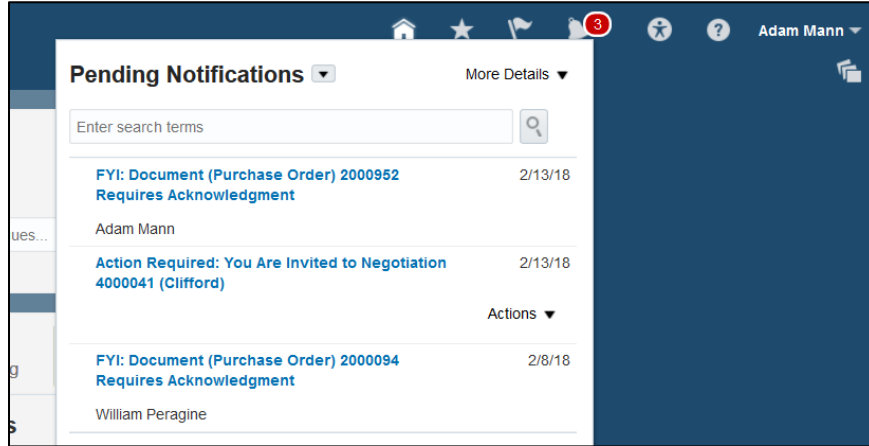 3
Adam Mann
Pending Notifications
More Details
Enter search terms
FYI: Document (Purchase Order) 2000952
Requires Acknowledgment
2/13/18
Adam Mann
ues...
Action Required: You Are Invited to Negotiation
4000041 (Clifford)
2/13/18
Actions
g
FYI: Document (Purchase Order) 2000094
Requires Acknowledgment
2/8/18
William Peragine
s